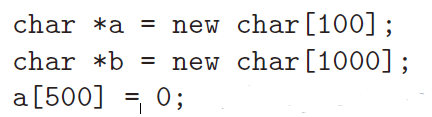 char *a = new char[100];
char *b = new char[1000];
a[500] = 0;